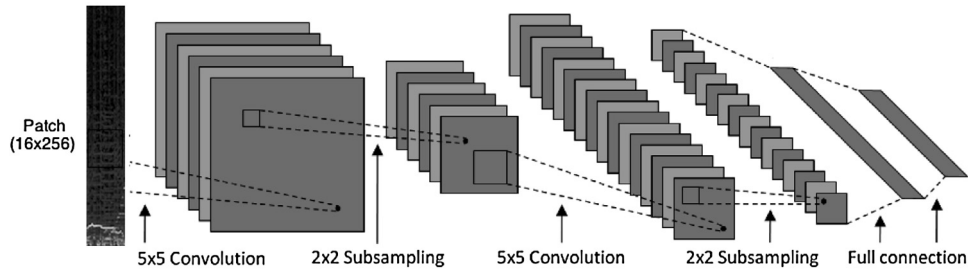 Patch
(16x256)
5x5 Convolution
2x2 Subsampling
5x5 Convolution
2x2 Subsampling
Full connection